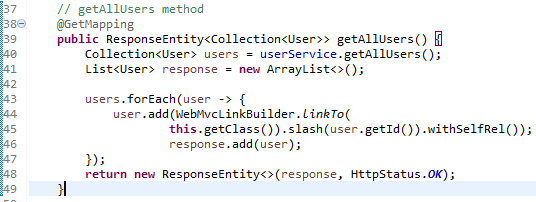 37 // getAllUsers method
38 @GetMapping
39 public ResponseEntity<Collection<User>> getAllUsers() {
40 Collection<User> users = userService.getAllUsers();
41 List<User> response = new ArrayList<>();
42
43 users.forEach(user -> {
44 user.add(WebMvcLinkBuilder.linkTo(
45 this.getClass()).slash(user.getId()).withSelfRel());
46 response.add(user);
47 });
48 return new ResponseEntity<>(response, HttpStatus.OK);
49 }